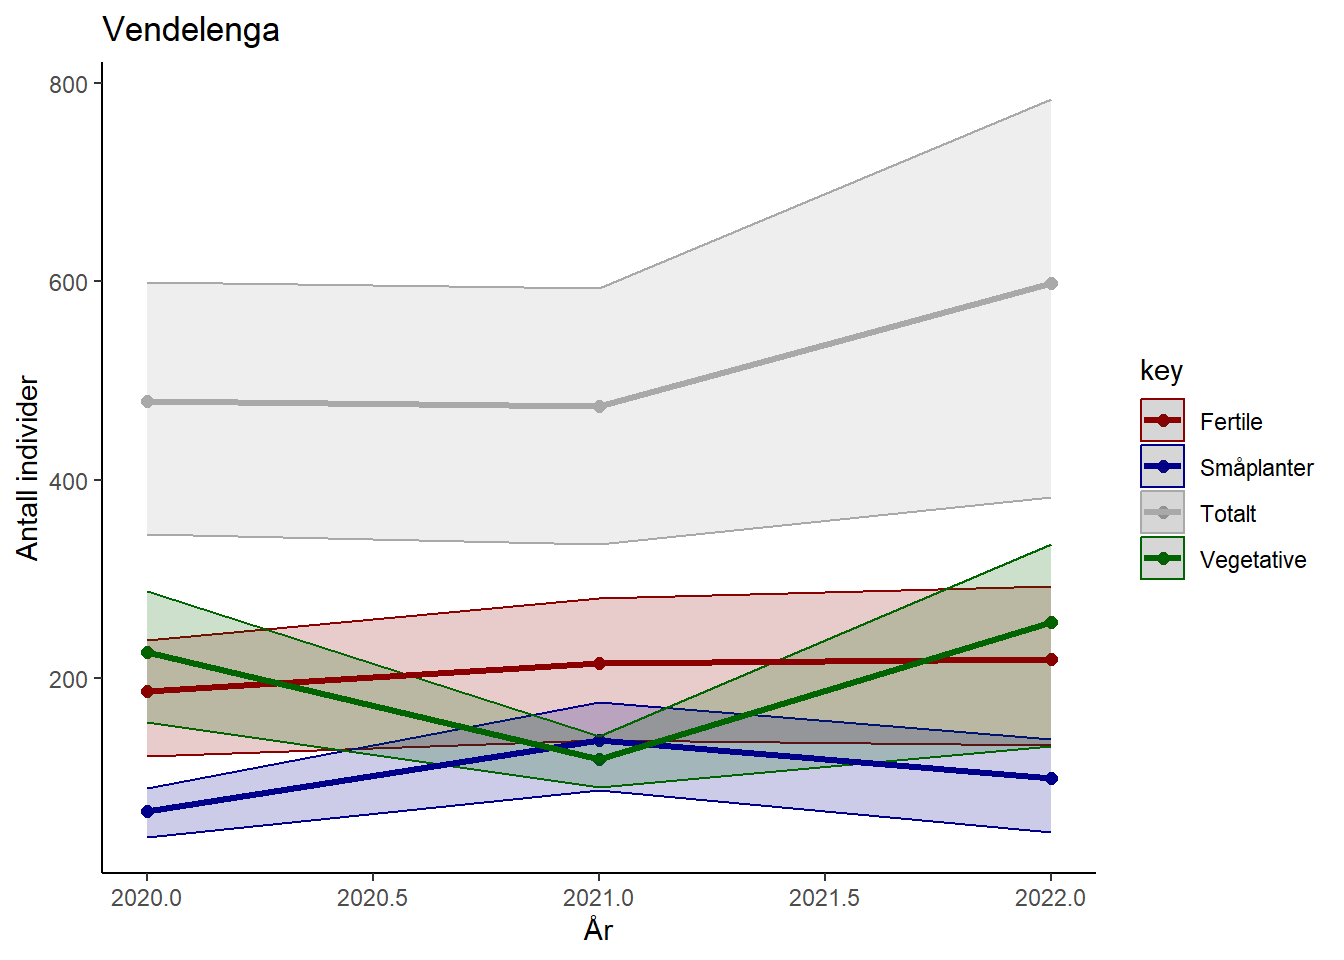 Vendelenga
800
600
400
200
Antall individer
2020.0 2020.5 2021.0 2021.5 2022.0
År
key
Fertile
Småplanter
Totalt
Vegetative